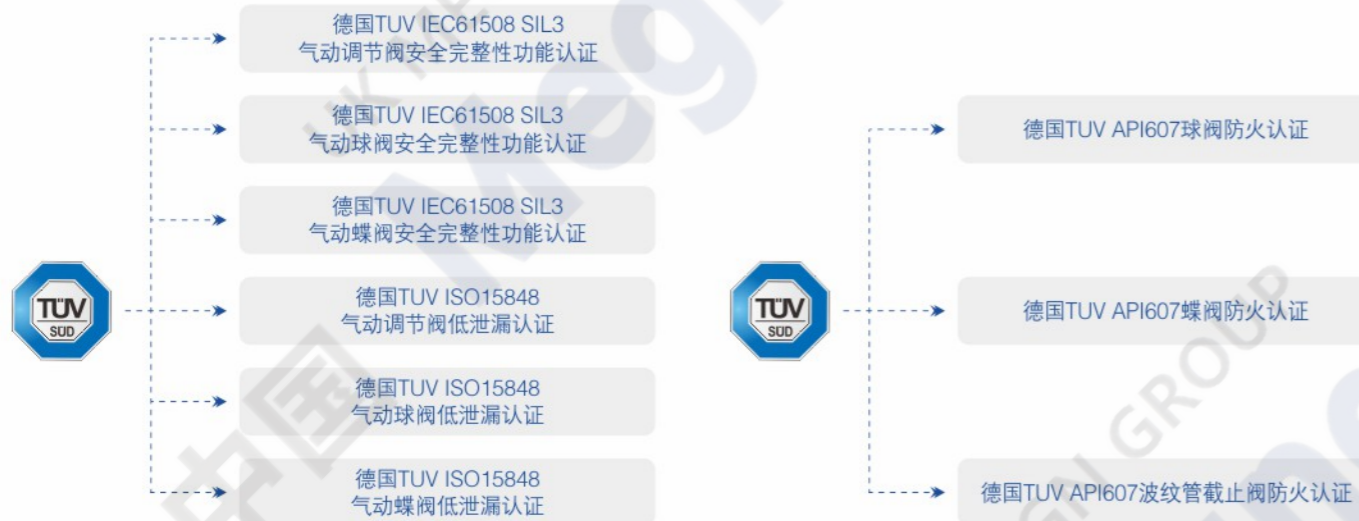 德国TUV IEC61508 SIL3
气动调节阀安全完整性功能认证
德国TUV IEC61508 SIL3
气动球阀安全完整性功能认证
德国TUV IEC61508 SIL3
气动蝶阀安全完整性功能认证
TÜV
SÜD
德国TUV ISO15848
气动调节阀低泄漏认证
德国TUV ISO15848
气动球阀低泄漏认证
德国TUV ISO15848
气动蝶阀低泄漏认证
德国TUV API607球阀防火认证
TÜV
SÜD
德国TUV API607蝶阀防火认证
德国TUV API607波纹管截止阀防火认证
UK ME
Meg
中国
GN GROUP